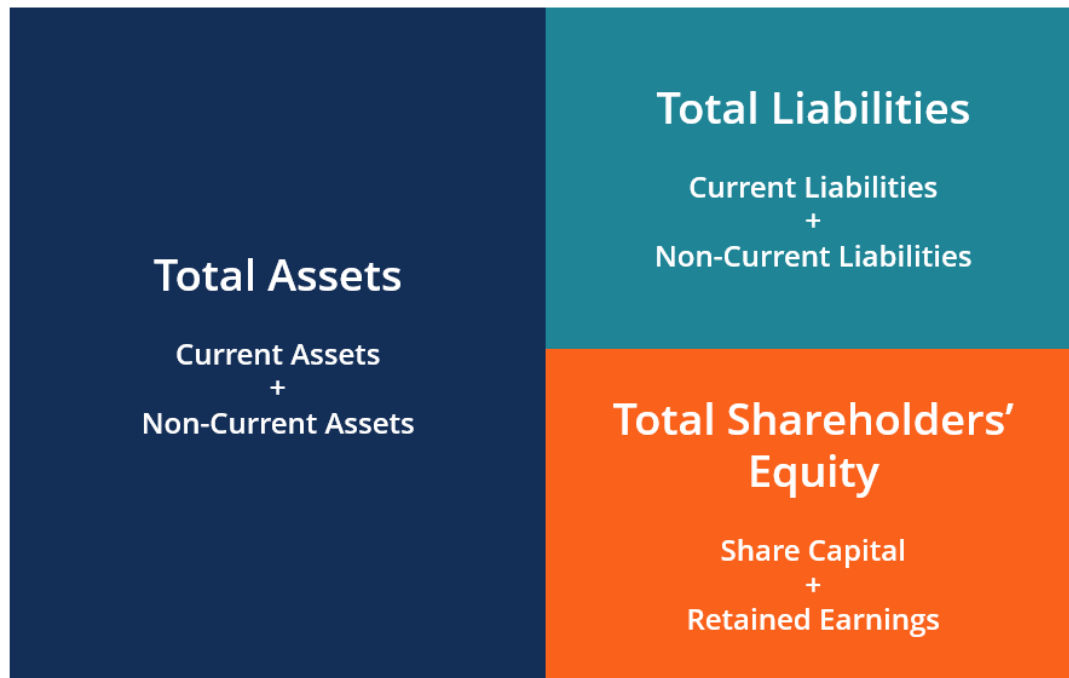 Total Assets
Current Assets
+
Non-Current Assets
Total Liabilities
Current Liabilities
+
Non-Current Liabilities
Total Shareholders’
Equity
Share Capital
+
Retained Earnings